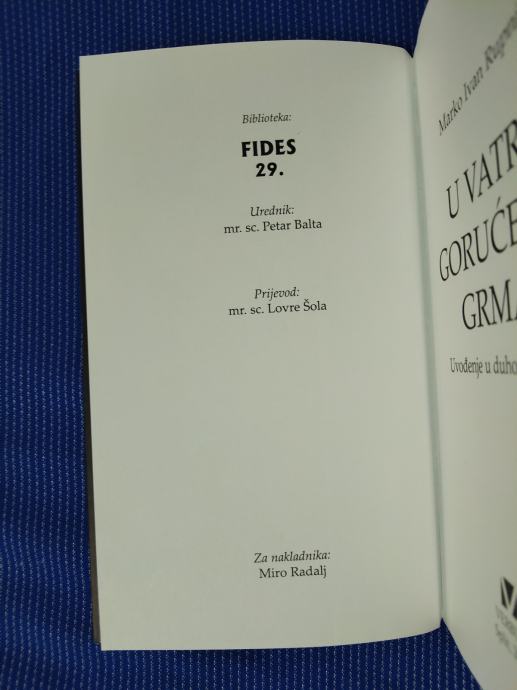 Biblioteka:
FIDES
29.
Urednik:
mr. sc. Petar Balta
Prijevod:
mr. sc. Lovre Šola
Za nakladnika:
Miro Radalj
Marko Ivan
U VATR
GORUĆE
GRMA
Uvođenje u duho